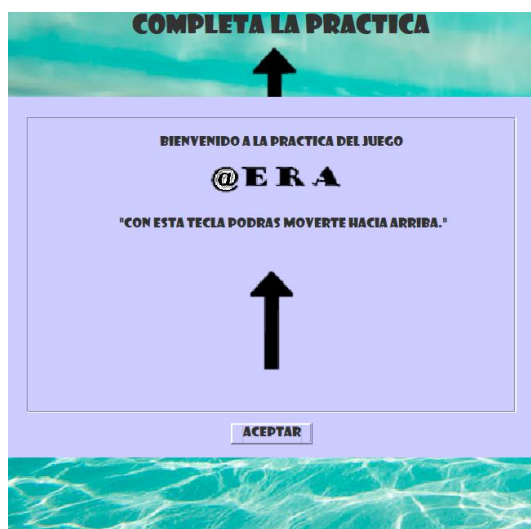 COMPLETA LA PRACTICA
BIENVENIDO A LA PRACTICA DEL JUEGO
@ERA
"CON ESTA TECLA PODRAS MOVERTE HACIA ARRIBA."
ACEPTAR